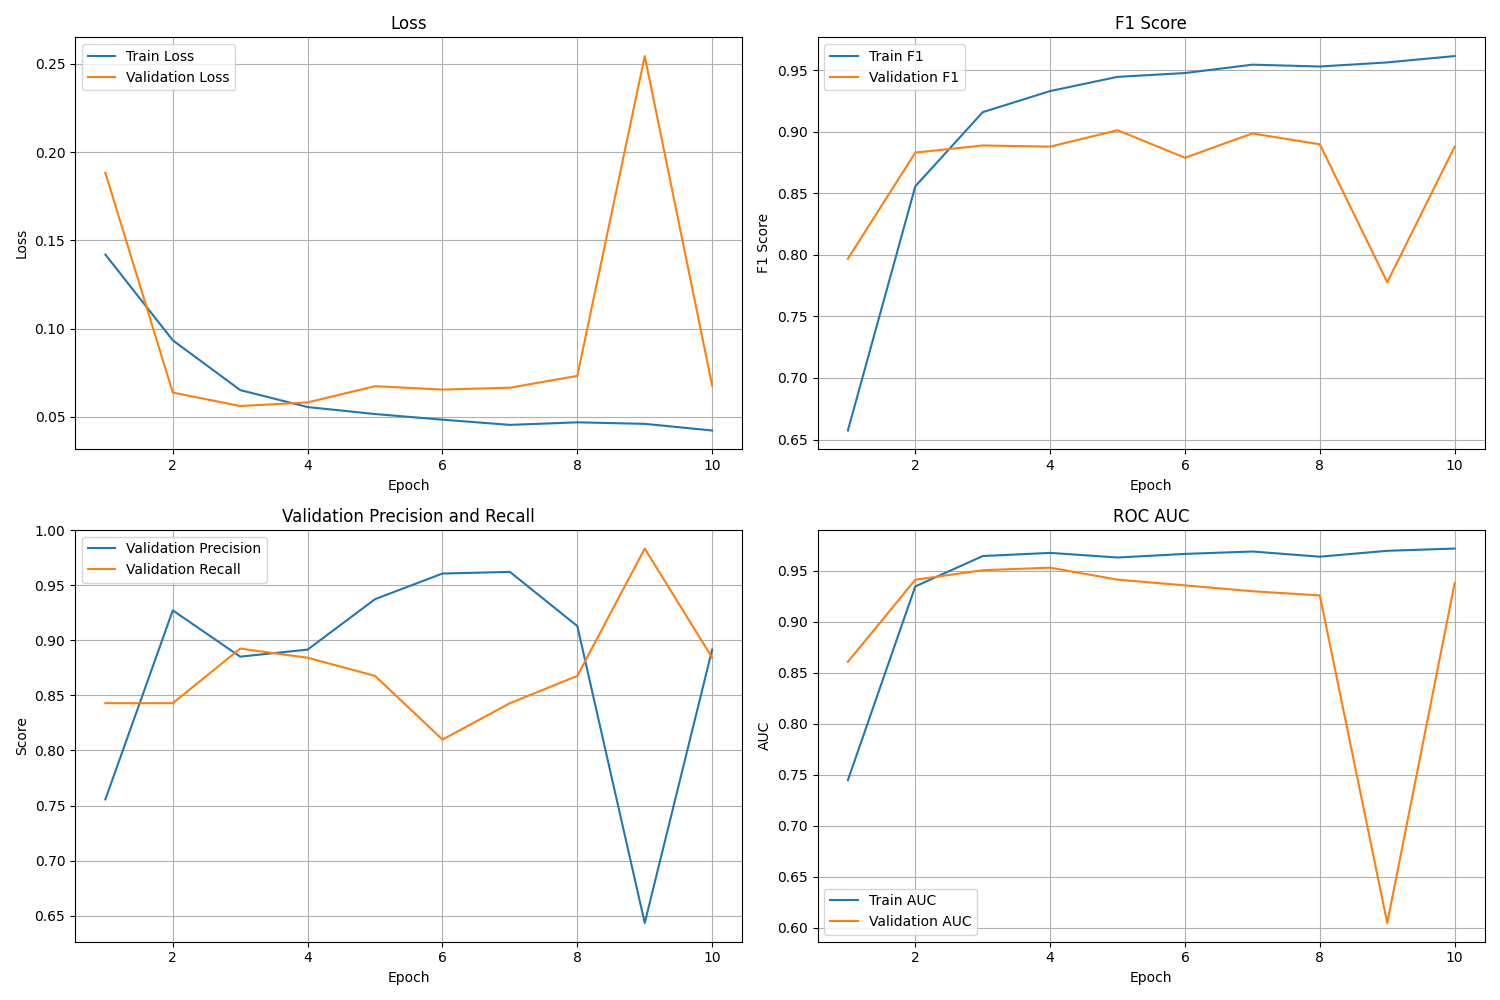 Loss
Train Loss
Validation Loss
0.25
0.20
0.15
0.10
0.05
Loss
2
4
6
8
10
Epoch
F1 Score
Train F1
Validation F1
0.95
0.90
0.85
0.80
0.75
0.70
0.65
F1 Score
2
4
6
8
10
Epoch
Validation Precision and Recall
Validation Precision
Validation Recall
1.00
0.95
0.90
0.85
0.80
0.75
0.70
0.65
Score
2
4
6
8
10
Epoch
ROC AUC
0.95
0.90
0.85
0.80
0.75
0.70
0.65
0.60
AUC
Train AUC
Validation AUC
2
4
6
8
10
Epoch